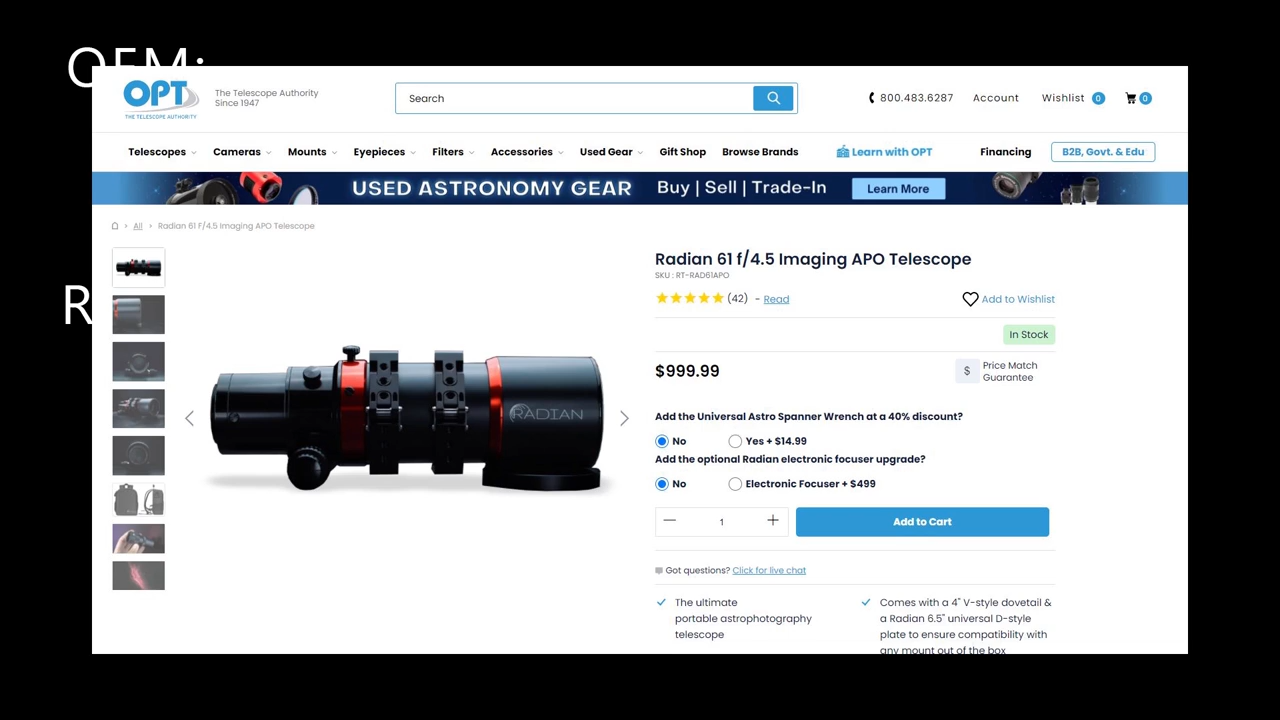 OEM:
OPT
THE TELESCOPE AUTHORITY
The Telescope Authority
Since 1947
Search
800.483.6287
Account
Wishlist 0
0
Telescopes
Cameras
Mounts
Eyepieces
Filters
Accessories
Used Gear
Gift Shop
Browse Brands
Learn with OPT
Financing
B2B, Govt. & Edu
USED ASTRONOMY GEAR Buy | Sell | Trade-In Learn More
All › Radian 61 F/4.5 Imaging APO Telescope
R
RADIAN
Radian 61 f/4.5 Imaging APO Telescope
SKU : RT-RAD61APO
(42) - Read
Add to Wishlist
In Stock
$999.99
$ Price Match
Guarantee
Add the Universal Astro Spanner Wrench at a 40% discount?
No Yes + $14.99
Add the optional Radian electronic focuser upgrade?
No Electronic Focuser + $499
1
Add to Cart
Got questions? Click for live chat
The ultimate
portable astrophotography
telescope
Comes with a 4" V-style dovetail &
a Radian 6.5" universal D-style
plate to ensure compatibility with
any mount out of the box